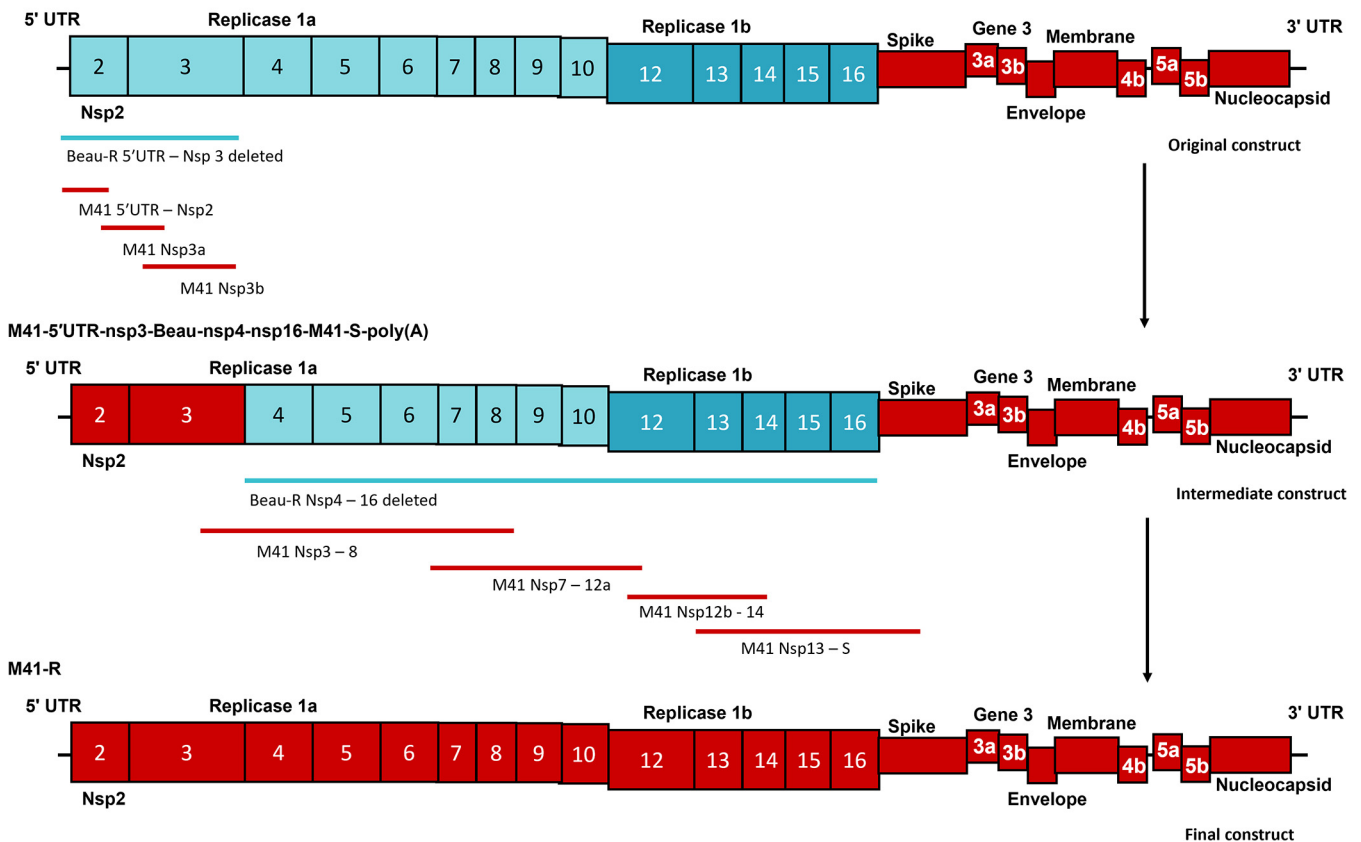 5' UTR
Replicase 1a
Replicase 1b
Spike
Gene 3
Membrane
3' UTR
2 3 4 5 6 7 8 9 10 12 13 14 15 16 3a 3b 4b 5a 5b
Nsp2
Envelope
Nucleocapsid
Original construct
Beau-R 5′UTR – Nsp 3 deleted
M41 5′UTR – Nsp2
M41 Nsp3a
M41 Nsp3b
M41-5′UTR-nsp3-Beau-nsp4-nsp16-M41-S-poly(A)
5' UTR
Replicase 1a
Replicase 1b
Spike
Gene 3
Membrane
3' UTR
2 3 4 5 6 7 8 9 10 12 13 14 15 16 3a 3b 4b 5a 5b
Nsp2
Envelope
Nucleocapsid
Intermediate construct
Beau-R Nsp4 – 16 deleted
M41 Nsp3 – 8
M41 Nsp7 – 12a
M41 Nsp12b - 14
M41 Nsp13 – S
M41-R
5' UTR
Replicase 1a
Replicase 1b
Spike
Gene 3
Membrane
3' UTR
2 3 4 5 6 7 8 9 10 12 13 14 15 16 3a 3b 4b 5a 5b
Nsp2
Envelope
Nucleocapsid
Final construct